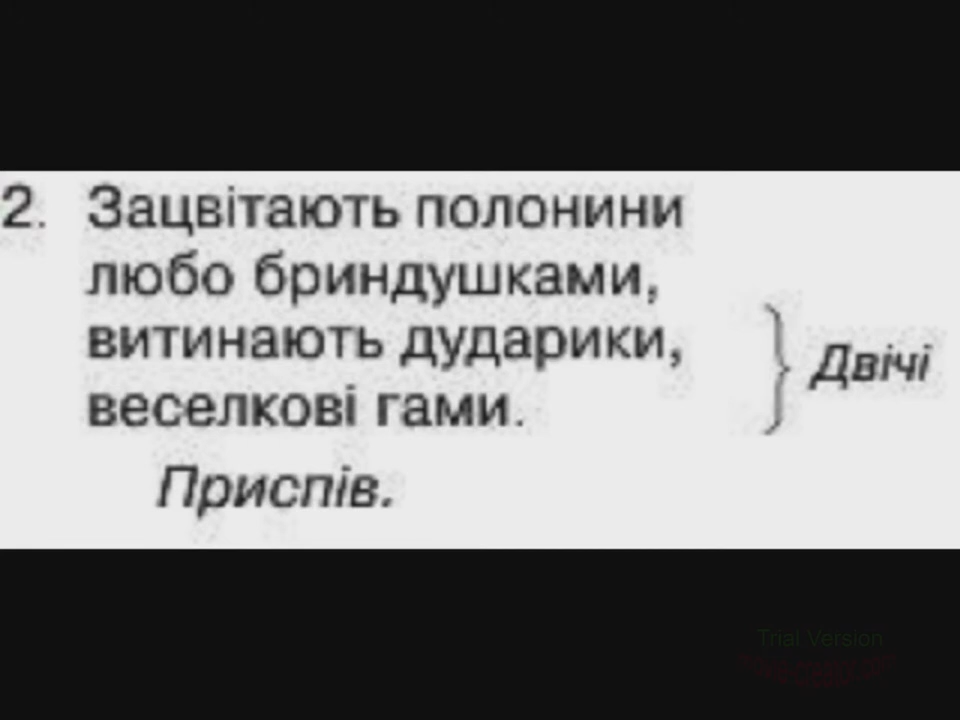 2. Зацвітають полонини
любо бриндушками,
витинають дударики,
веселкові гами.
Двічі
Приспів.
Trial Version